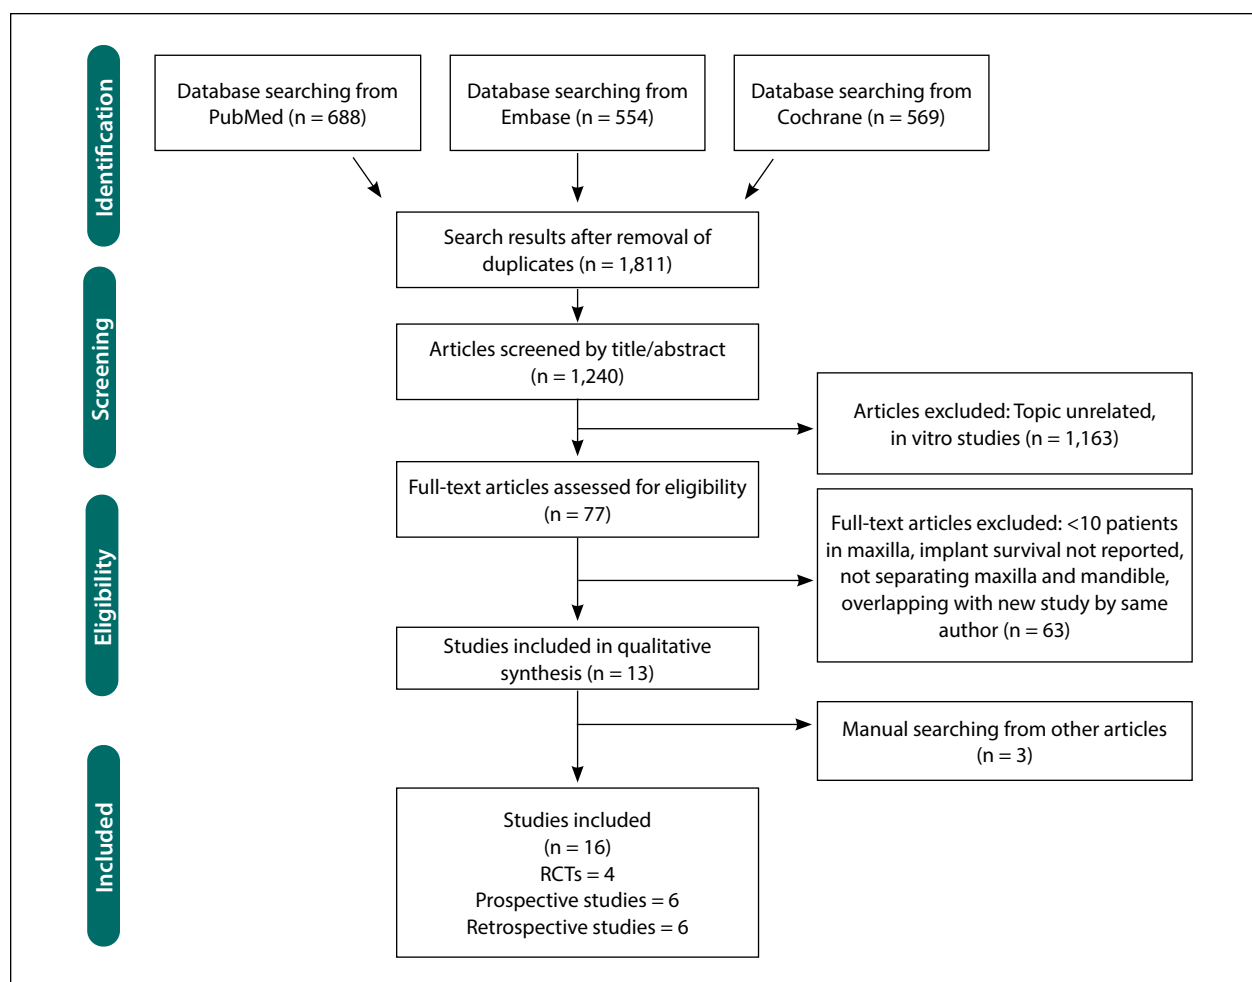 Identification
Database searching from
PubMed (n = 688)
Database searching from
Embase (n = 554)
Database searching from
Cochrane (n = 569)
Search results after removal of
duplicates (n = 1,811)
Screening
Articles screened by title/abstract
(n = 1,240)
Articles excluded: Topic unrelated,
in vitro studies (n = 1,163)
Eligibility
Full-text articles assessed for eligibility
(n = 77)
Full-text articles excluded: <10 patients
in maxilla, implant survival not reported,
not separating maxilla and mandible,
overlapping with new study by same
author (n = 63)
Studies included in qualitative
synthesis (n = 13)
Manual searching from other articles
(n = 3)
Included
Studies included
(n = 16)
RCTs = 4
Prospective studies = 6
Retrospective studies = 6